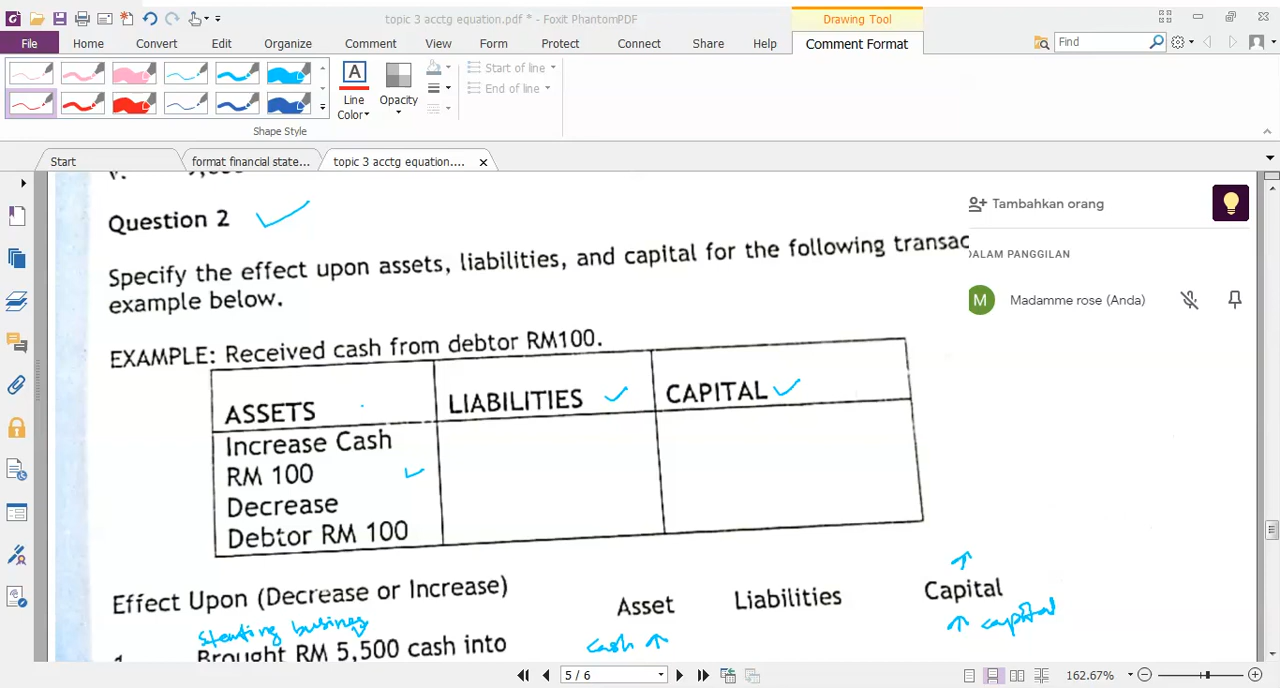 topic 3 acctg equation.pdf * - Foxit PhantomPDF
Drawing Tool
File Home Convert Edit Organize Comment View Form Protect Connect Share Help Comment Format
Find
Line Color
Opacity
Start of line
End of line
Shape Style
Start
format financial state...
topic 3 acctg equation....
Question 2
Specify the effect upon assets, liabilities, and capital for the following transac
example below.
Tambahkan orang
DALAM PANGGILAN
M Madamme rose (Anda)
EXAMPLE: Received cash from debtor RM100.
ASSETS LIABILITIES CAPITAL
Increase Cash
RM 100
Decrease
Debtor RM 100
Effect Upon (Decrease or Increase) Asset Liabilities Capital
starting business
cash ↑ ↑ capital
Brought RM 5,500 cash into
5 / 6
162.67%